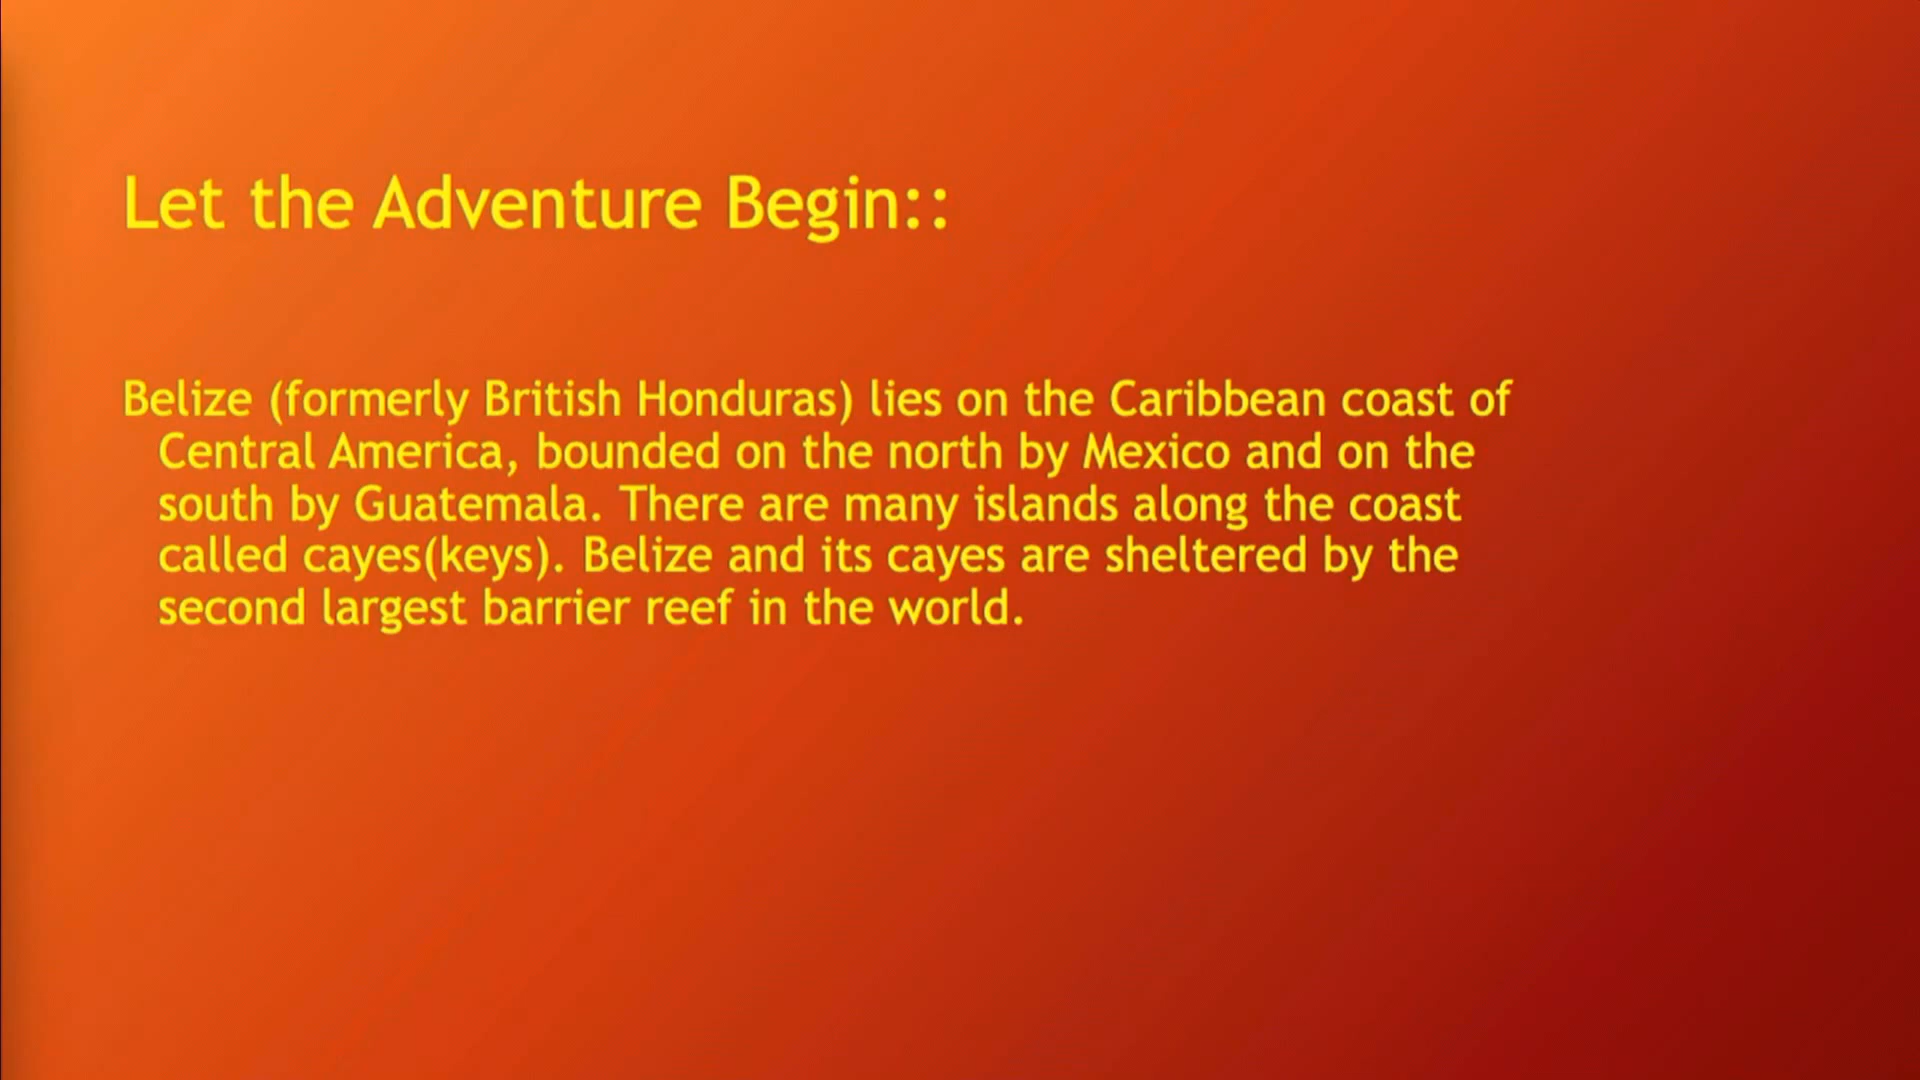 Let the Adventure Begin::
Belize (formerly British Honduras) lies on the Caribbean coast of
Central America, bounded on the north by Mexico and on the
south by Guatemala. There are many islands along the coast
called cayes(keys). Belize and its cayes are sheltered by the
second largest barrier reef in the world.